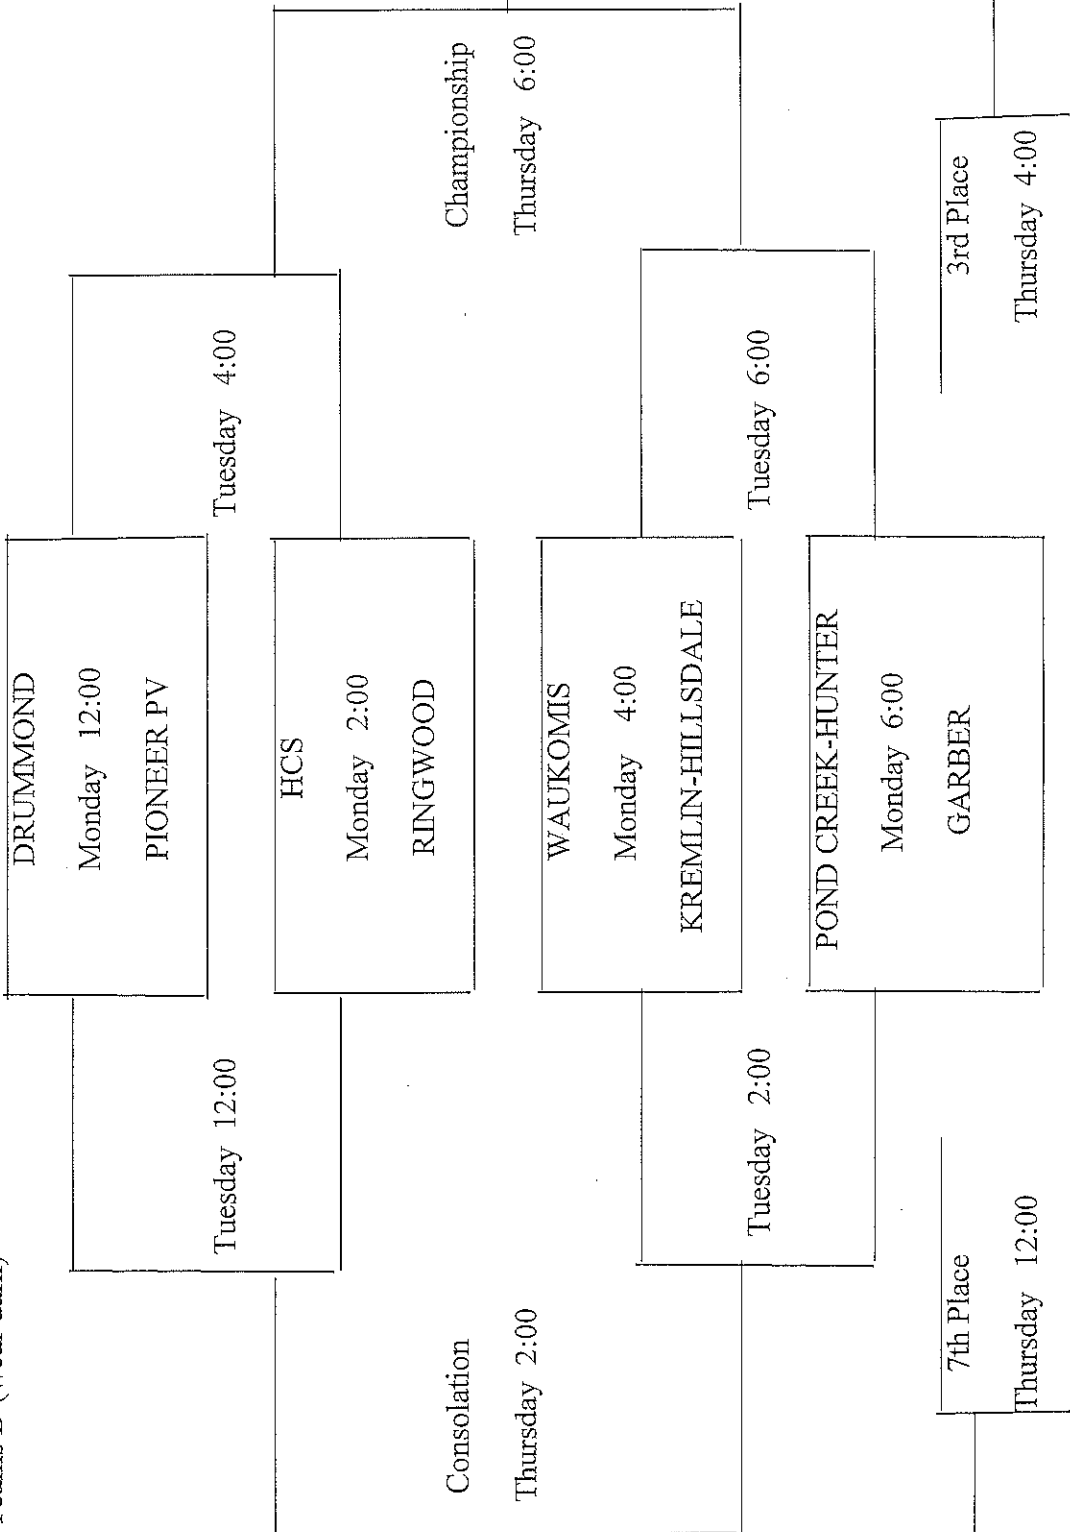 DRUMMOND
Monday 12:00
PIONEER PV
Tuesday 12:00
Tuesday 4:00
HCS
Monday 2:00
RINGWOOD
Consolation
Thursday 2:00
Championship
Thursday 6:00
WAUKOMIS
Monday 4:00
KREMLIN-HILLSDALE
Tuesday 2:00
Tuesday 6:00
POND CREEK-HUNTER
Monday 6:00
GARBER
7th Place
Thursday 12:00
3rd Place
Thursday 4:00